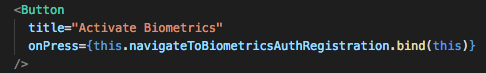 <Button
title="Activate Biometrics"
onPress={this.navigateToBiometricsAuthRegistration.bind(this)}
/>